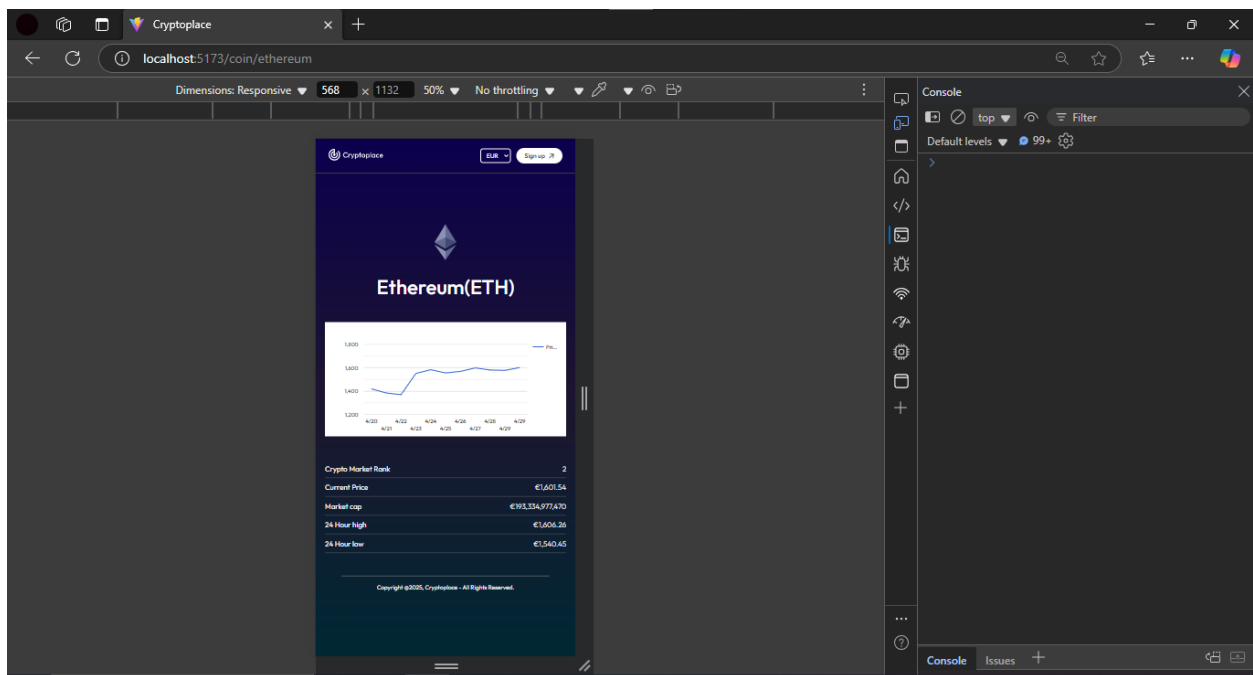 Cryptoplace
localhost:5173/coin/ethereum
Dimensions: Responsive 568 × 1132 50% No throttling
Console
top Filter
Default levels 99+
Cryptoplace EUR Sign up
Ethereum(ETH)
1,800
1,600
1,400
1,200
4/20 4/22 4/24 4/26 4/28 4/29
4/21 4/23 4/25 4/27 4/29
Crypto Market Rank 2
Current Price €1,601.54
Market cap €193,334,977,470
24 Hour high €1,606.26
24 Hour low €1,540.45
Copyright @2025, Cryptoplace - All Rights Reserved.
Console Issues